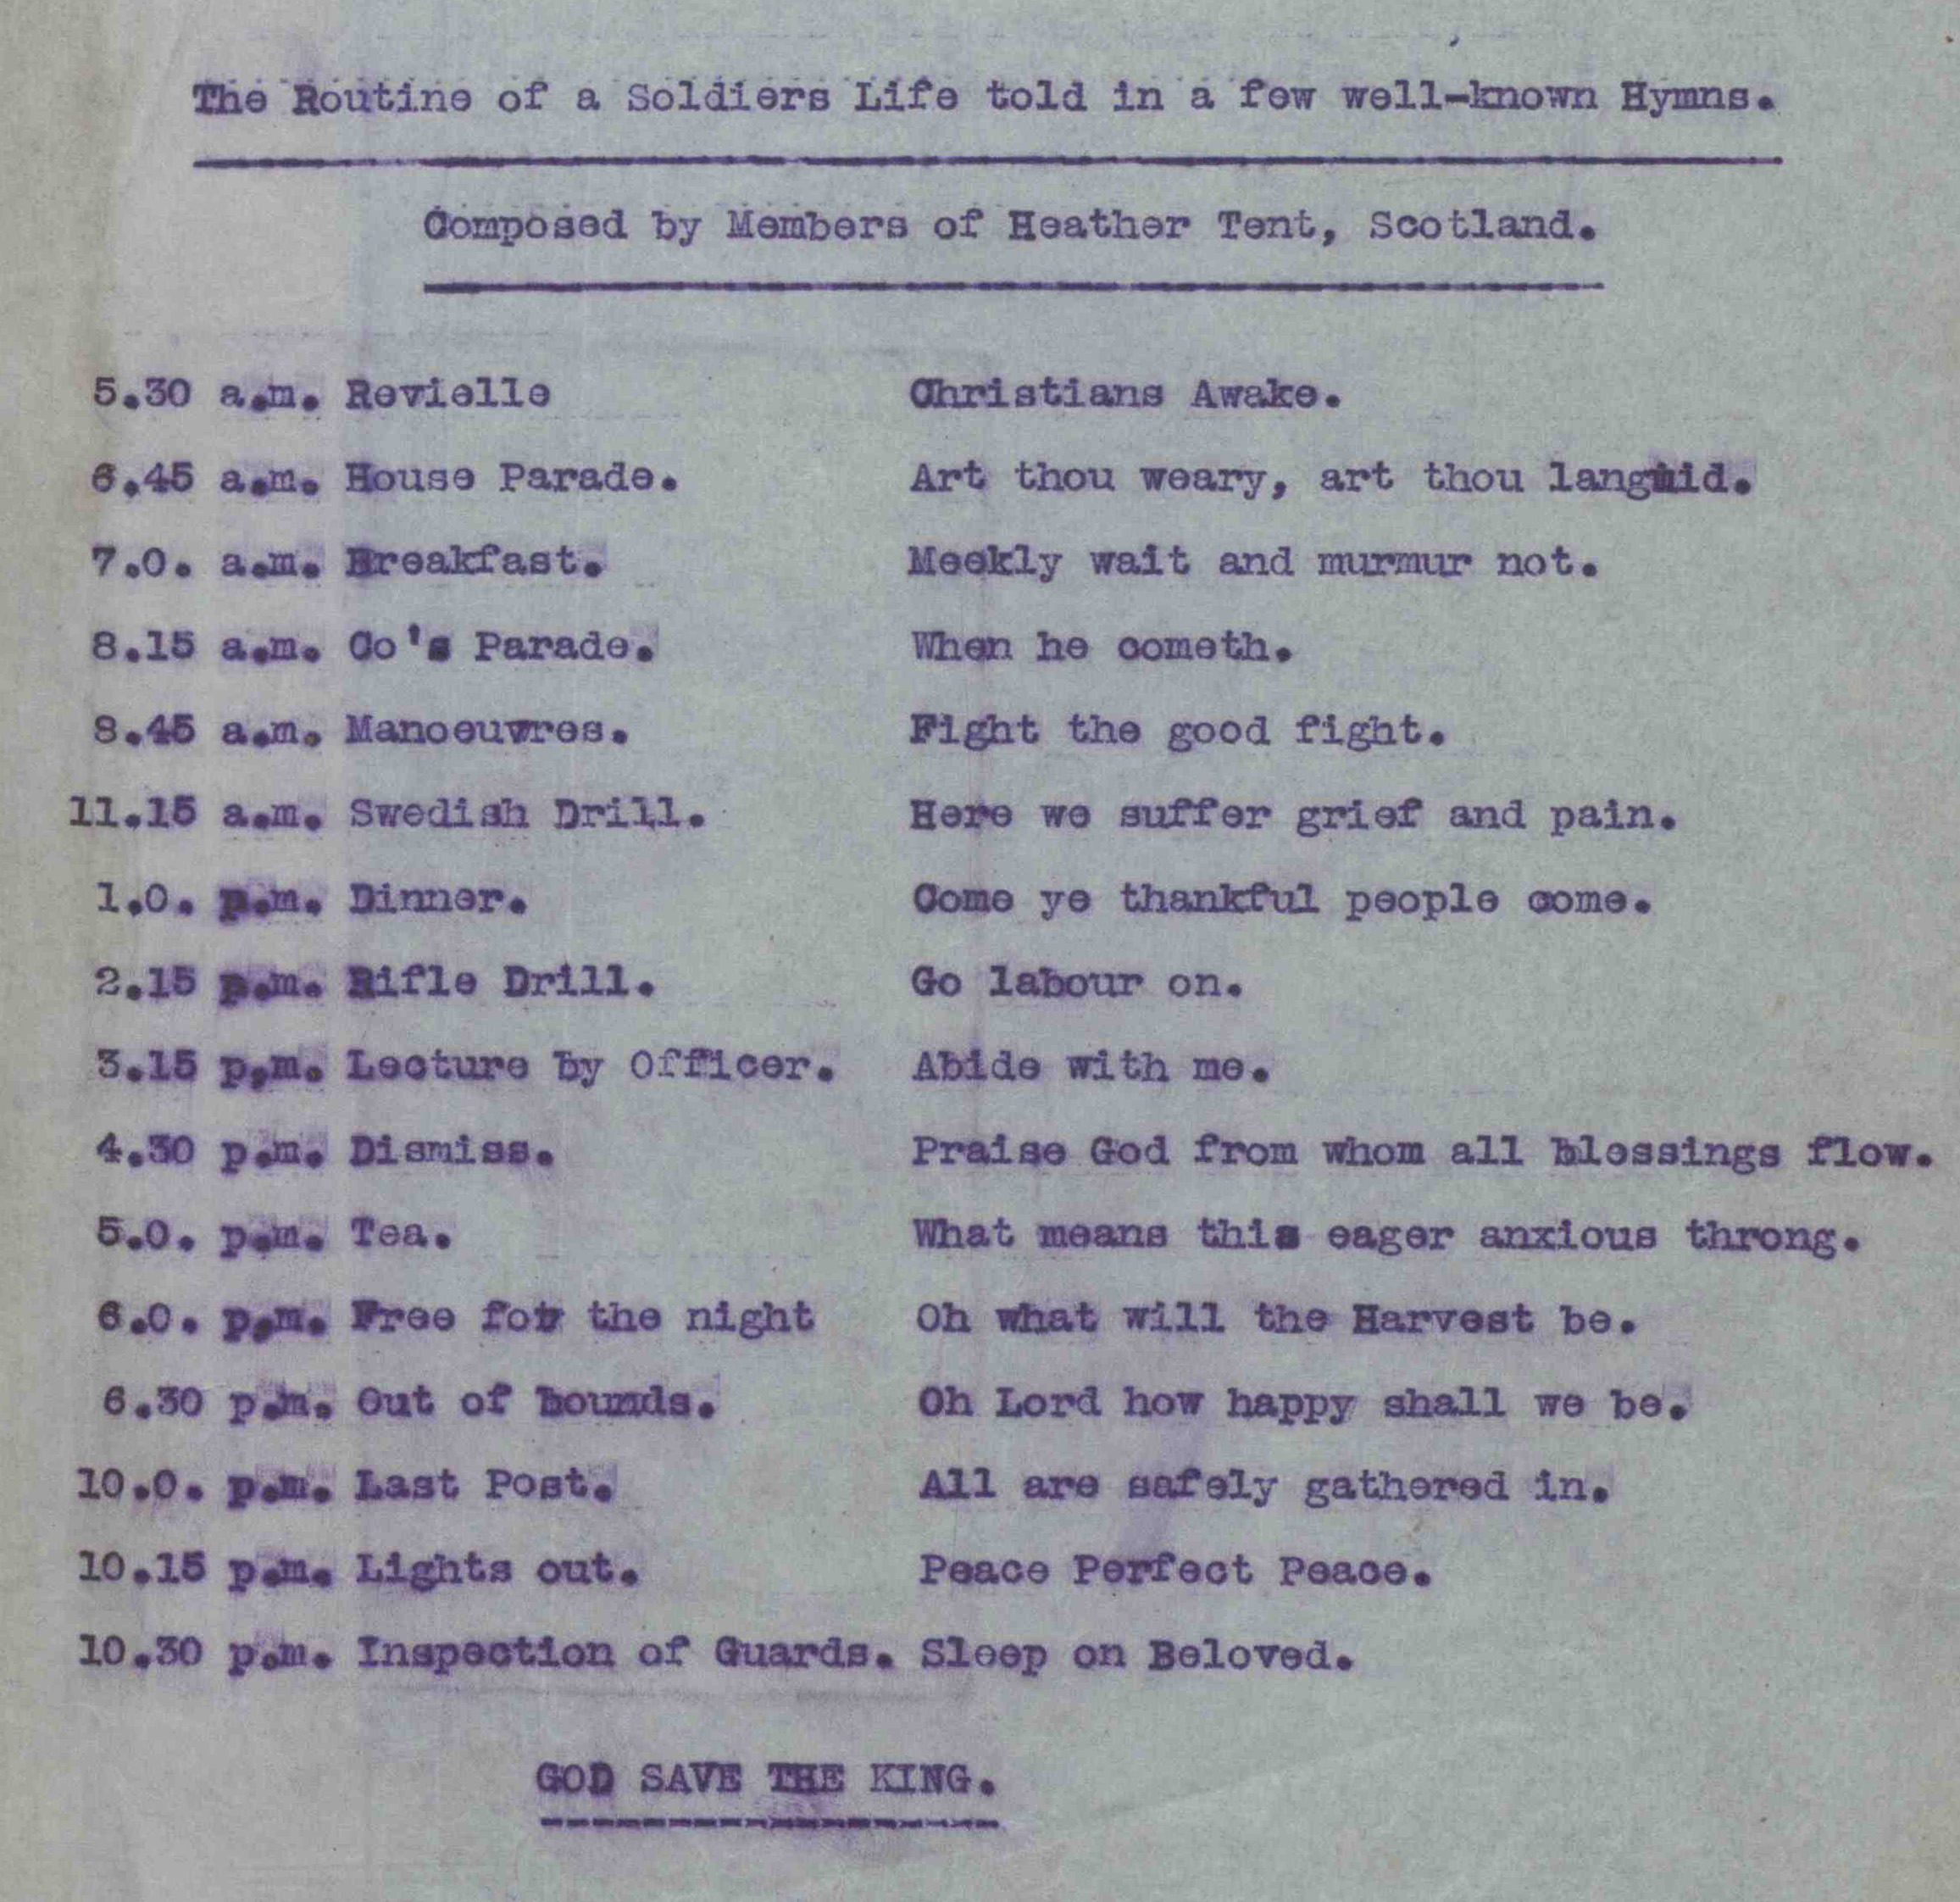 The Routine of a Soldiers Life told in a few well-known Hymns.
Composed by Members of Heather Tent, Scotland.
5.30 a.m. Revielle Christians Awake.
6.45 a.m. House Parade. Art thou weary, art thou languid.
7.0. a.m. Breakfast. Meekly wait and murmur not.
8.15 a.m. Co's Parade. When he cometh.
8.45 a.m. Manoeuvres. Fight the good fight.
11.15 a.m. Swedish Drill. Here we suffer grief and pain.
1.0. p.m. Dinner. Come ye thankful people come.
2.15 p.m. Rifle Drill. Go labour on.
3.15 p,m. Lecture by Officer. Abide with me.
4.30 p.m. Dismiss. Praise God from whom all blessings flow.
5.0. p.m. Tea. What means this eager anxious throng.
6.0. p,m. Free for the night Oh what will the Harvest be.
6.30 p.m. Out of bounds. Oh Lord how happy shall we be.
10.0. p.m. Last Post. All are safely gathered in.
10.15 p.m. Lights out. Peace Perfect Peace.
10.30 p.m. Inspection of Guards. Sleep on Beloved.
GOD SAVE THE KING.